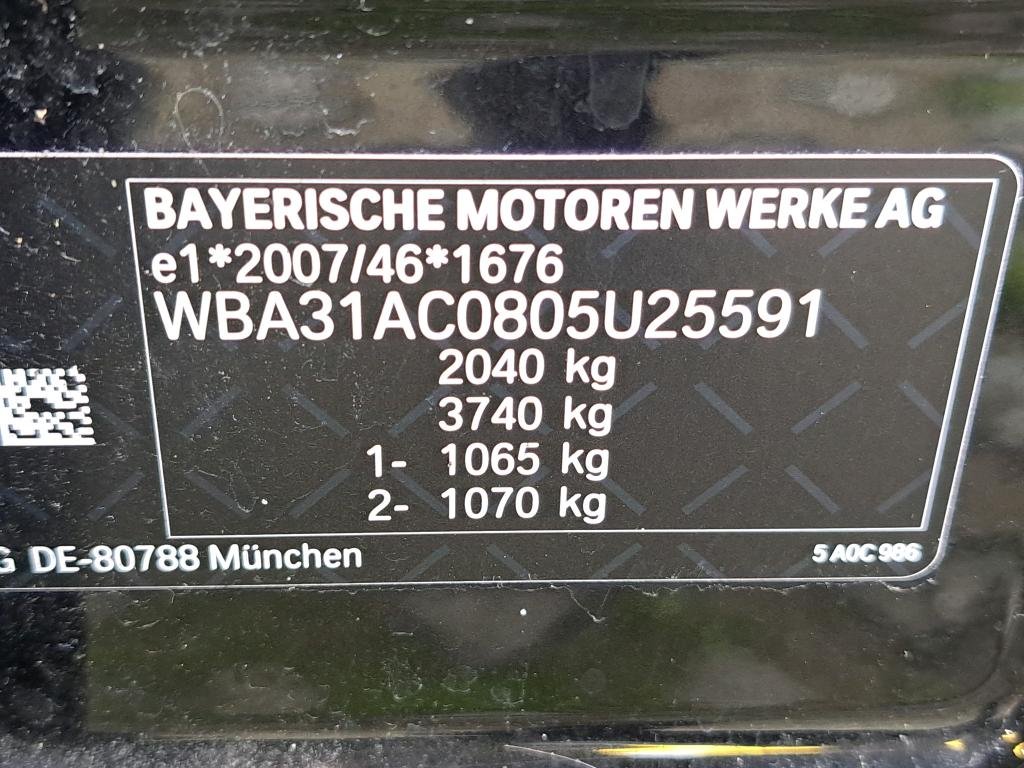 BAYERISCHE MOTOREN WERKE AG
e1*2007/46*1676
WBA31AC0805U25591
2040 kg
3740 kg
1- 1065 kg
2- 1070 kg
G DE-80788 München
5 A0C 986